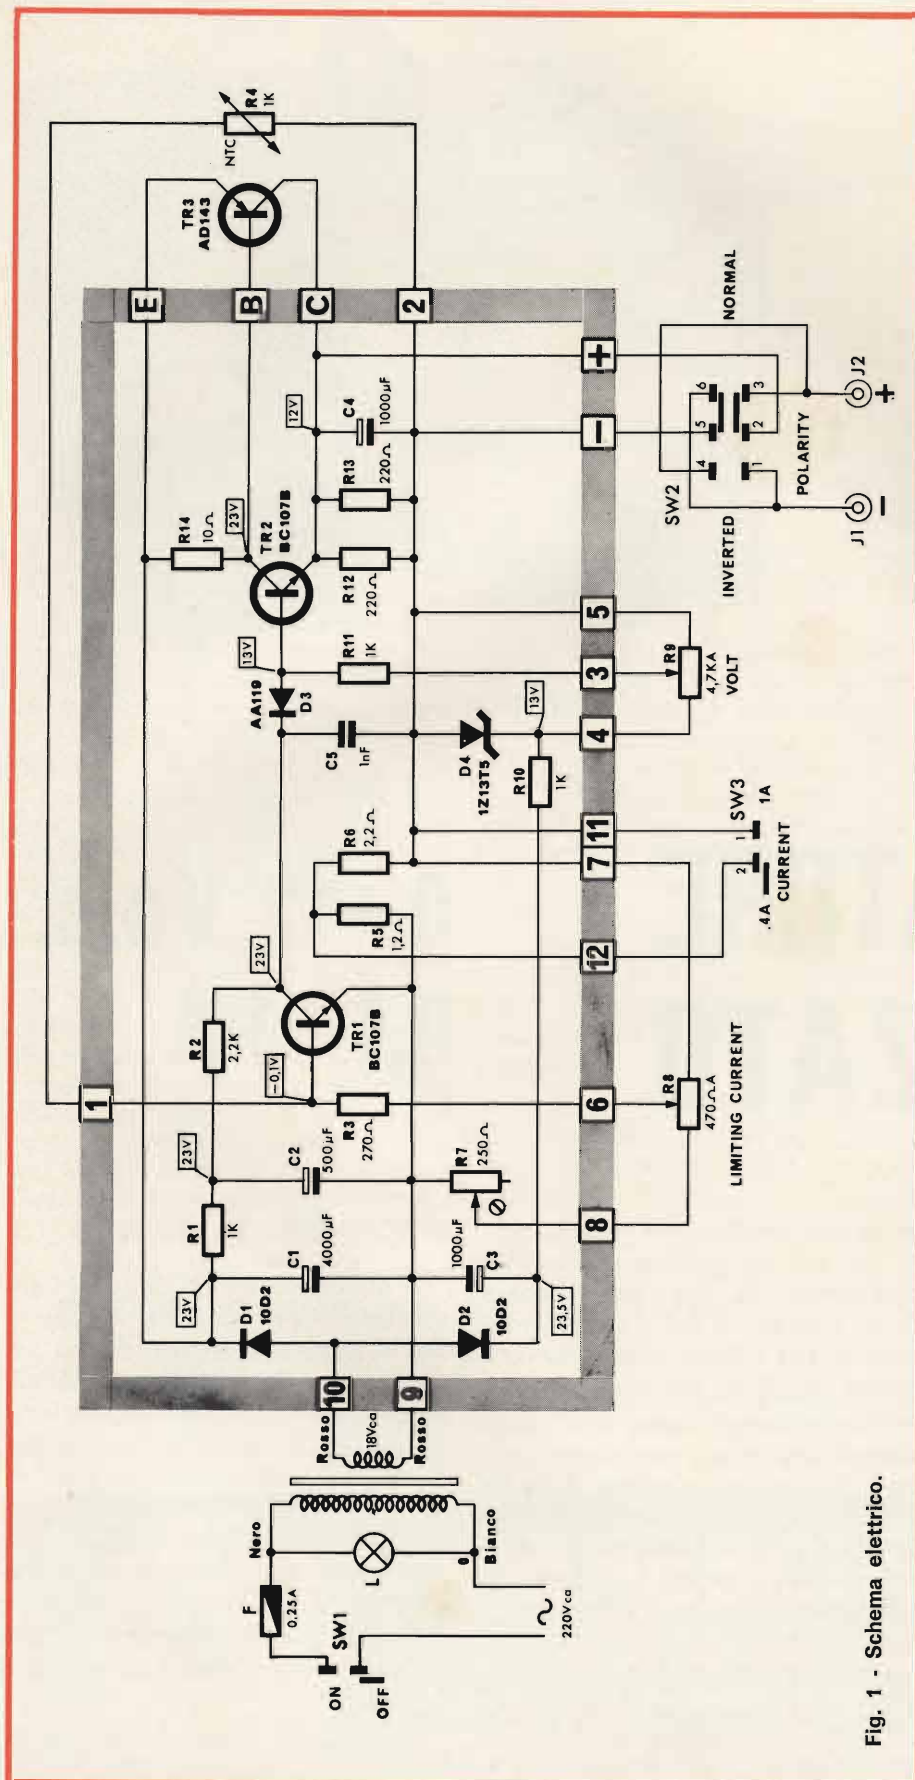 F
0,25A
SW1
ON
OFF
220V ca
Nero
L
0
Bianco
Rosso
18Vca
Rosso
10
9
D1
10D2
D2
10D2
23V
C1
4000µF
1000µF
C3
23,5V
R1
1K
23V
C2
500µF
R7
250Ω
8
1
R2
2,2K
-0,1V
R3
270Ω
6
R8
470Ω A
LIMITING CURRENT
23V
TR1
BC107B
R5
1,2Ω
R6
2,2Ω
12
7
11
2
1
SW3
.4A
1A
CURRENT
AA119
D3
C5
1nF
D4
1Z13T5
R10
1K
13V
4
3
5
R9
4,7KA
VOLT
13V
R11
1K
R14
10Ω
23V
TR2
BC107B
R12
220Ω
R13
220Ω
12V
C4
1000µF
E
B
C
2
TR3
AD143
NTC
R4
1K
-
+
SW2
INVERTED
NORMAL
4
5
6
1
2
3
POLARITY
J1
-
J2
+
Fig. 1 - Schema elettrico.